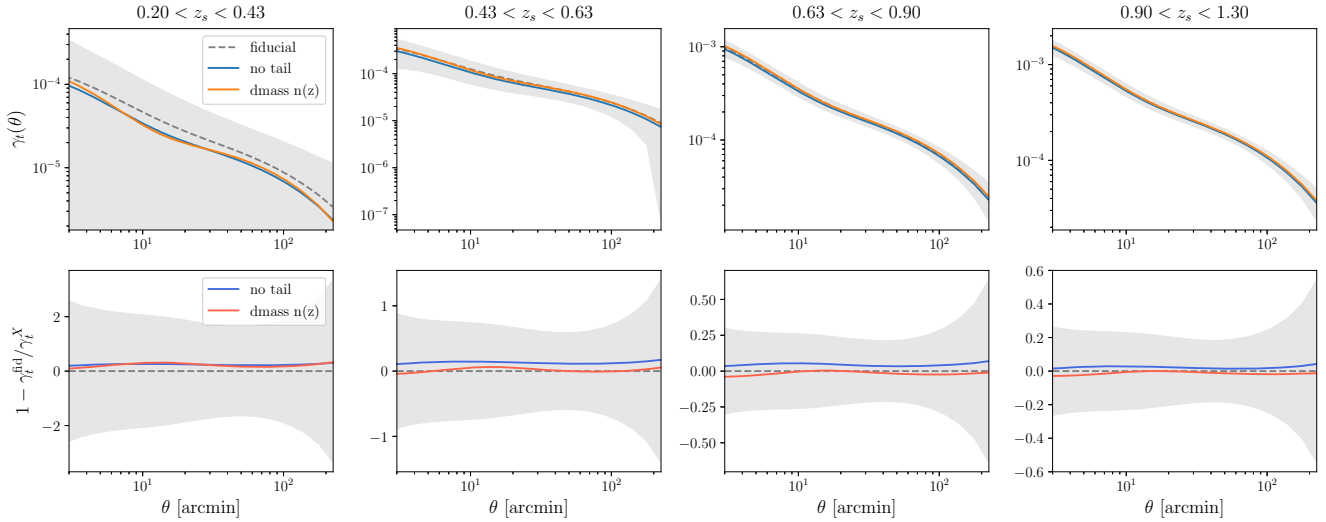 0.20 < z_s < 0.43
0.43 < z_s < 0.63
0.63 < z_s < 0.90
0.90 < z_s < 1.30
γ_t(θ)
10^{-4}
10^{-5}
fiducial
no tail
dmass n(z)
10^1
10^2
10^{-4}
10^{-5}
10^{-6}
10^{-7}
10^1
10^2
10^{-3}
10^{-4}
10^1
10^2
10^{-3}
10^{-4}
10^1
10^2
1 − γ_t^{fid}/γ_t^X
2
0
−2
no tail
dmass n(z)
10^1
10^2
θ [arcmin]
1
0
−1
10^1
10^2
θ [arcmin]
0.50
0.25
0.00
−0.25
−0.50
10^1
10^2
θ [arcmin]
0.6
0.4
0.2
0.0
−0.2
−0.4
−0.6
10^1
10^2
θ [arcmin]